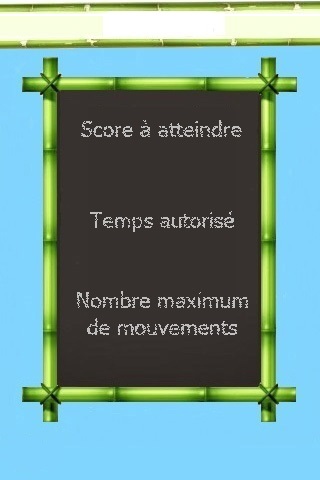 Score à atteindre
Temps autorisé
Nombre maximum
de mouvements